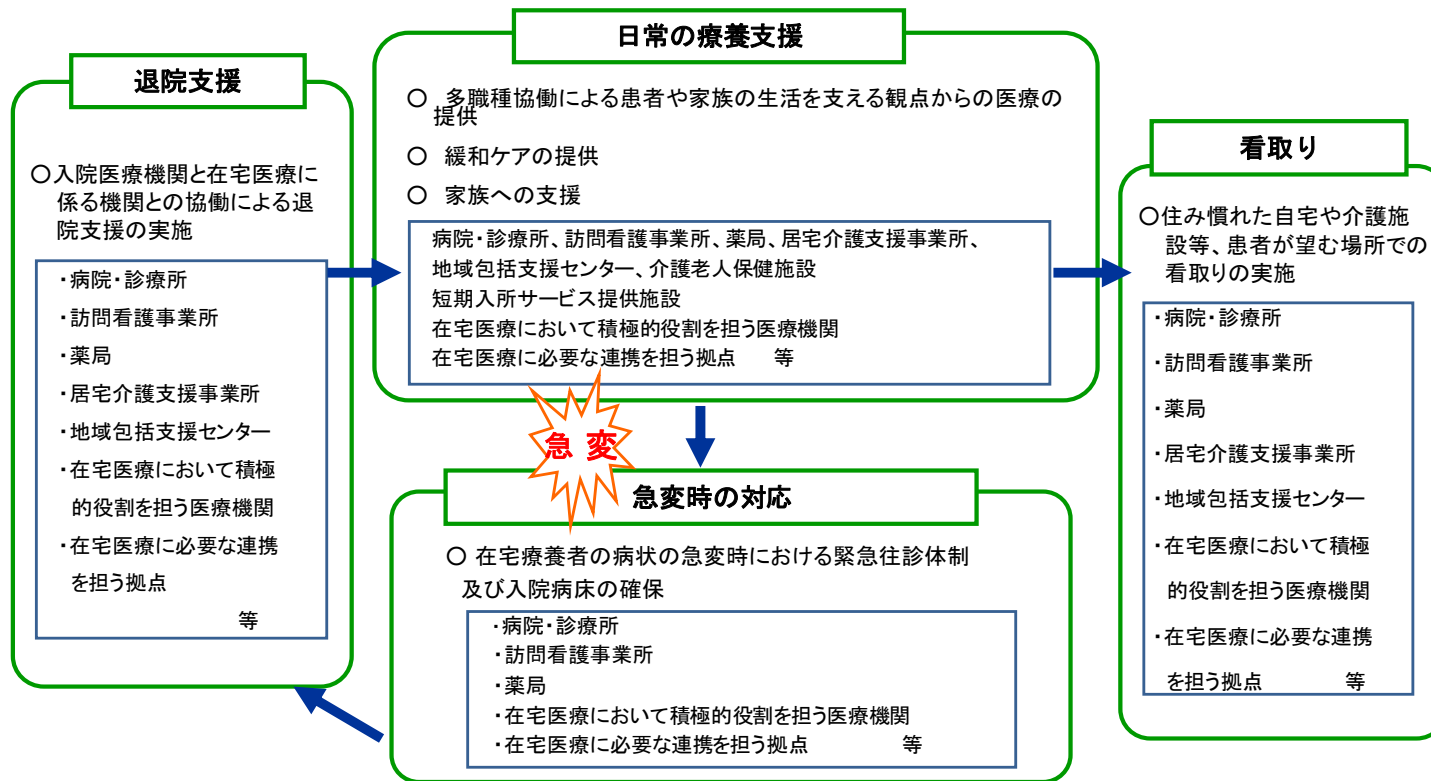 退院支援
〇入院医療機関と在宅医療に
係る機関との協働による退
院支援の実施
・病院・診療所
・訪問看護事業所
・薬局
・居宅介護支援事業所
・地域包括支援センター
・在宅医療において積極
的役割を担う医療機関
・在宅医療に必要な連携
を担う拠点
等
日常の療養支援
〇 多職種協働による患者や家族の生活を支える観点からの医療の
提供
〇 緩和ケアの提供
〇 家族への支援
病院・診療所、訪問看護事業所、薬局、居宅介護支援事業所、
地域包括支援センター、介護老人保健施設
短期入所サービス提供施設
在宅医療において積極的役割を担う医療機関
在宅医療に必要な連携を担う拠点 等
急 変
急変時の対応
〇 在宅療養者の病状の急変時における緊急往診体制
及び入院病床の確保
・病院・診療所
・訪問看護事業所
・薬局
・在宅医療において積極的役割を担う医療機関
・在宅医療に必要な連携を担う拠点 等
看取り
〇住み慣れた自宅や介護施
設等、患者が望む場所での
看取りの実施
・病院・診療所
・訪問看護事業所
・薬局
・居宅介護支援事業所
・地域包括支援センター
・在宅医療において積極
的役割を担う医療機関
・在宅医療に必要な連携
を担う拠点 等